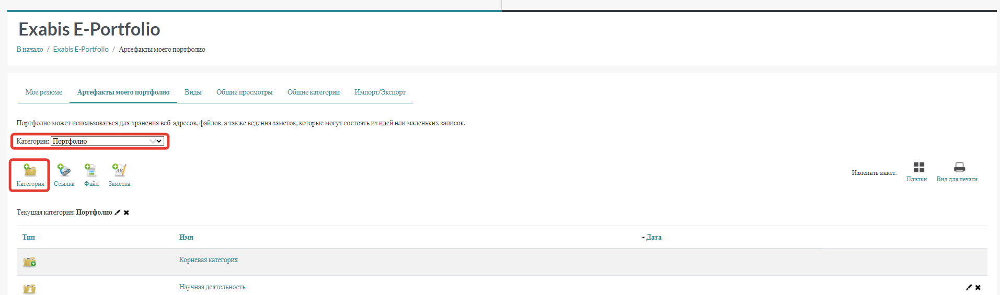 Exabis E-Portfolio
В начало / Exabis E-Portfolio / Артефакты моего портфолио
Мое резюме Артефакты моего портфолио Виды Общие просмотры Общие категории Импорт/Экспорт
Портфолио может использоваться для хранения веб-адресов, файлов, а также ведения заметок, которые могут состоять из идей или маленьких записок.
Категории: Портфолио
Категория Ссылка Файл Заметка
Изменить макет: Плитки Вид для печати
Текущая категория: Портфолио
Тип Имя Дата
Корневая категория
Научная деятельность